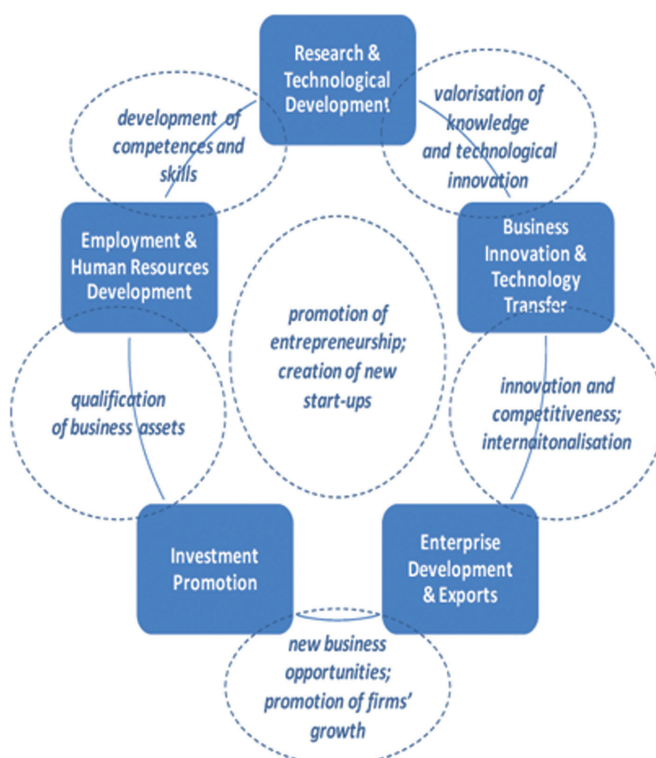 Research &
Technological
Development
development of
competences and
skills
valorisation of
knowledge
and technological
innovation
Employment &
Human Resources
Development
Business
Innovation &
Technology
Transfer
promotion of
entrepreneurship;
creation of new
start-ups
qualification
of business assets
innovation and
competitiveness;
internaitonalisation
Investment
Promotion
Enterprise
Development
& Exports
new business
opportunities;
promotion of firms’
growth